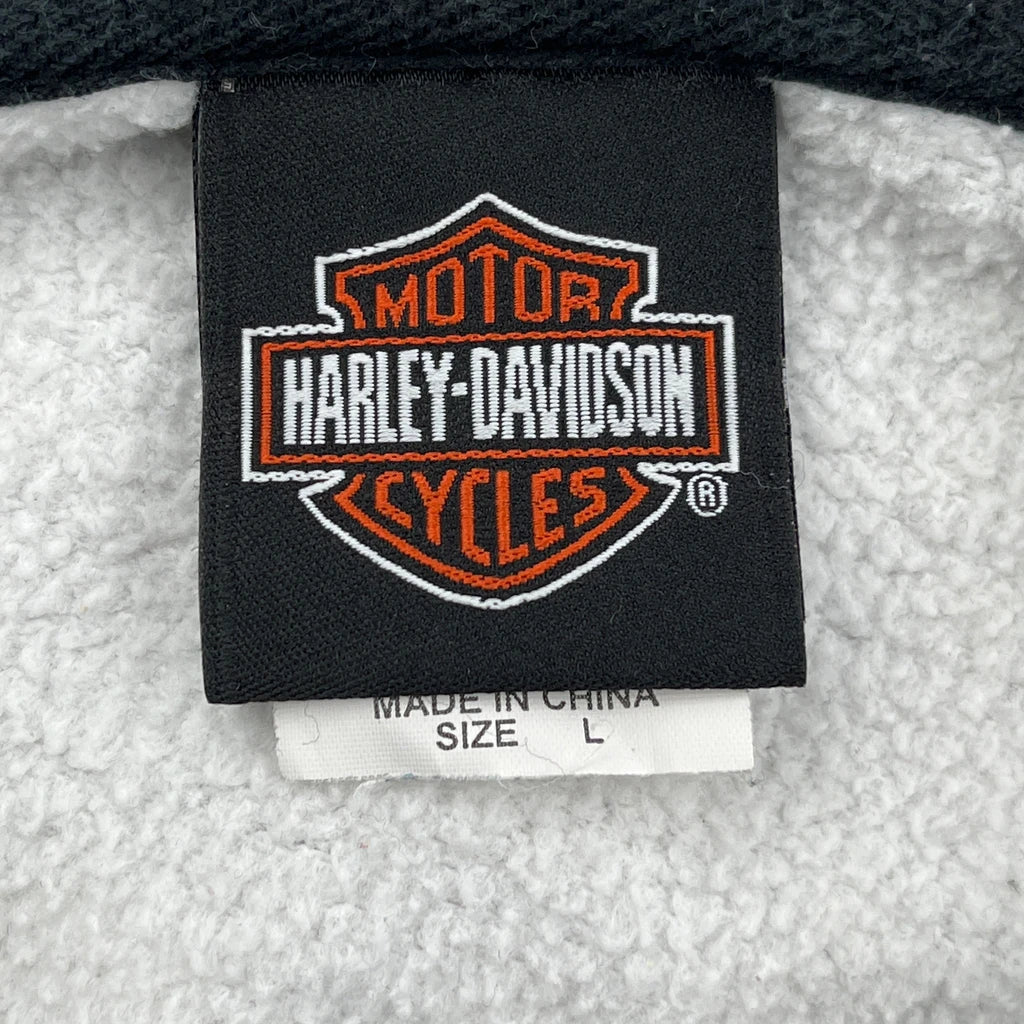 MOTOR
HARLEY-DAVIDSON
CYCLES
®
MADE IN CHINA
SIZE L